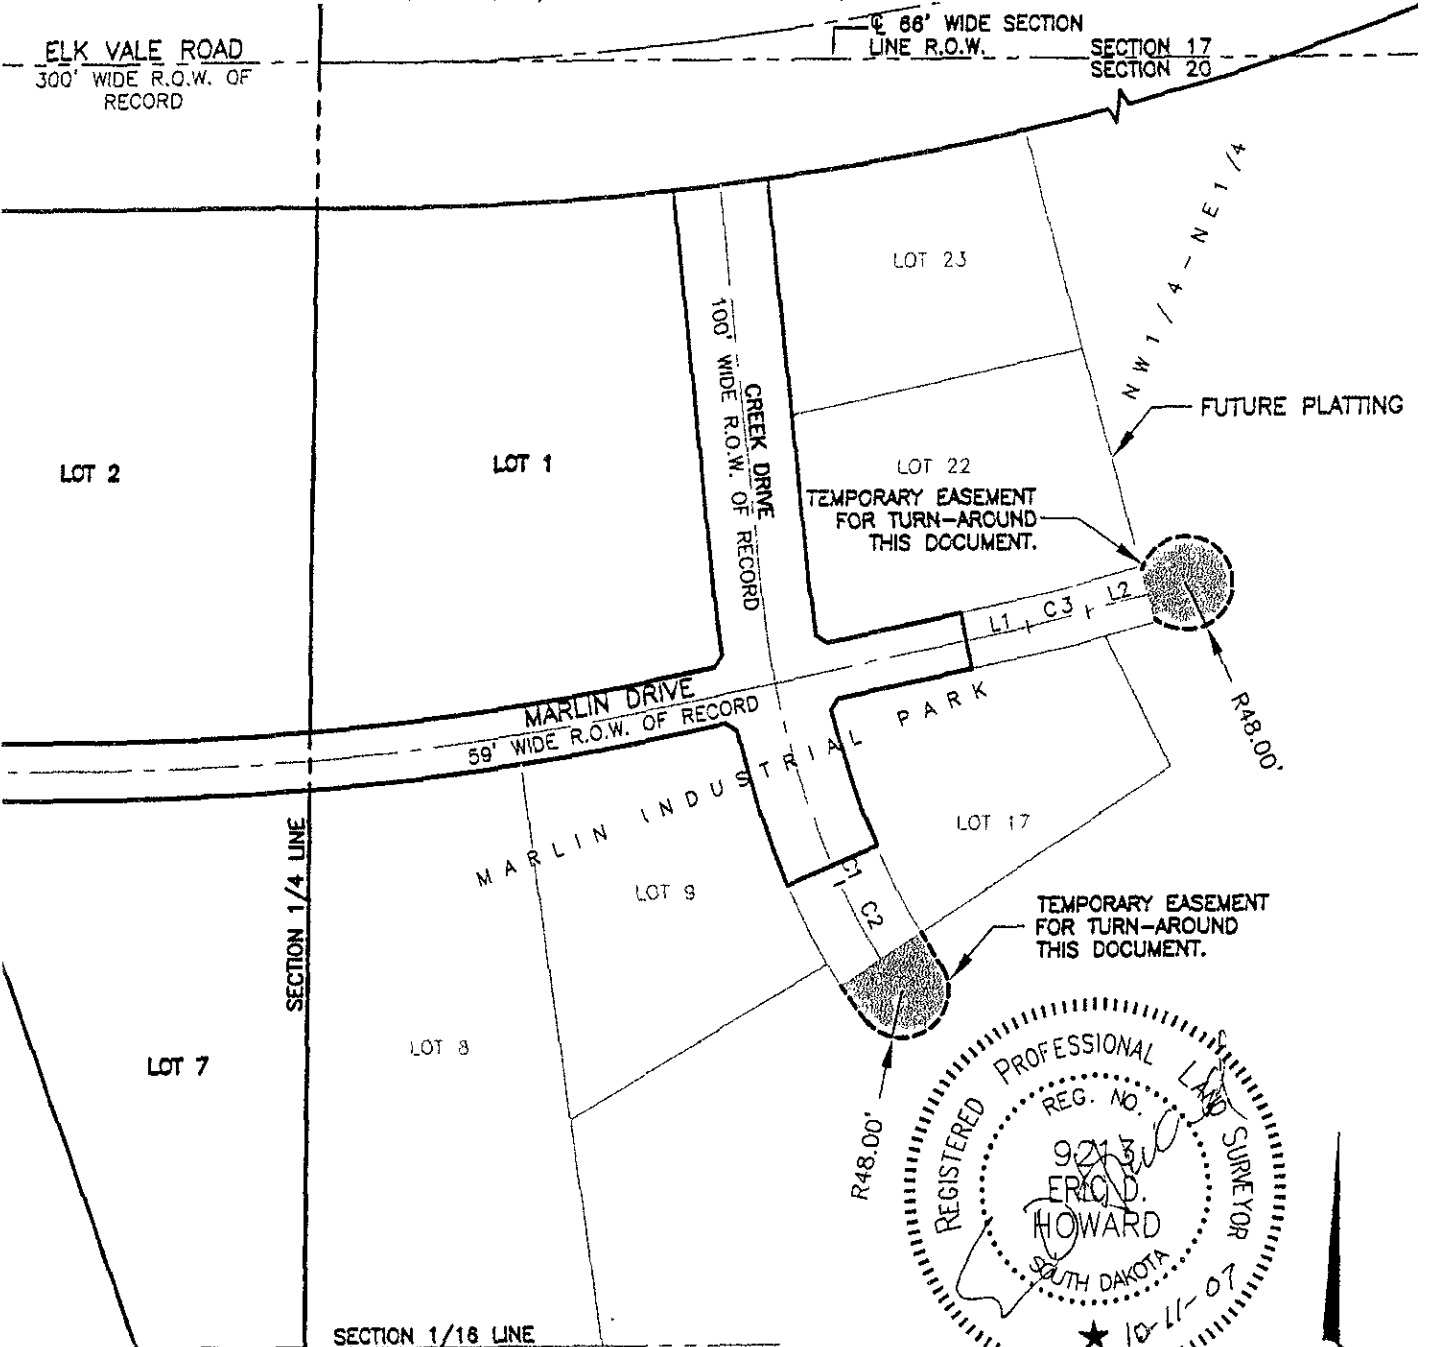 ℄ 66' WIDE SECTION
LINE R.O.W.
SECTION 17
SECTION 20
ELK VALE ROAD
300' WIDE R.O.W. OF
RECORD
NW1/4-NE1/4
LOT 23
FUTURE PLATTING
LOT 2
LOT 1
CREEK DRIVE
100' WIDE R.O.W. OF RECORD
LOT 22
TEMPORARY EASEMENT
FOR TURN-AROUND
THIS DOCUMENT.
L1
C3
L2
R48.00'
MARLIN DRIVE
59' WIDE R.O.W. OF RECORD
MARLIN INDUSTRIAL PARK
LOT 17
SECTION 1/4 LINE
LOT 9
C1
C2
TEMPORARY EASEMENT
FOR TURN-AROUND
THIS DOCUMENT.
LOT 7
LOT 8
R48.00'
REGISTERED PROFESSIONAL LAND SURVEYOR
REG. NO.
9213
ERIC D.
HOWARD
SOUTH DAKOTA
10-11-07
SECTION 1/16 LINE